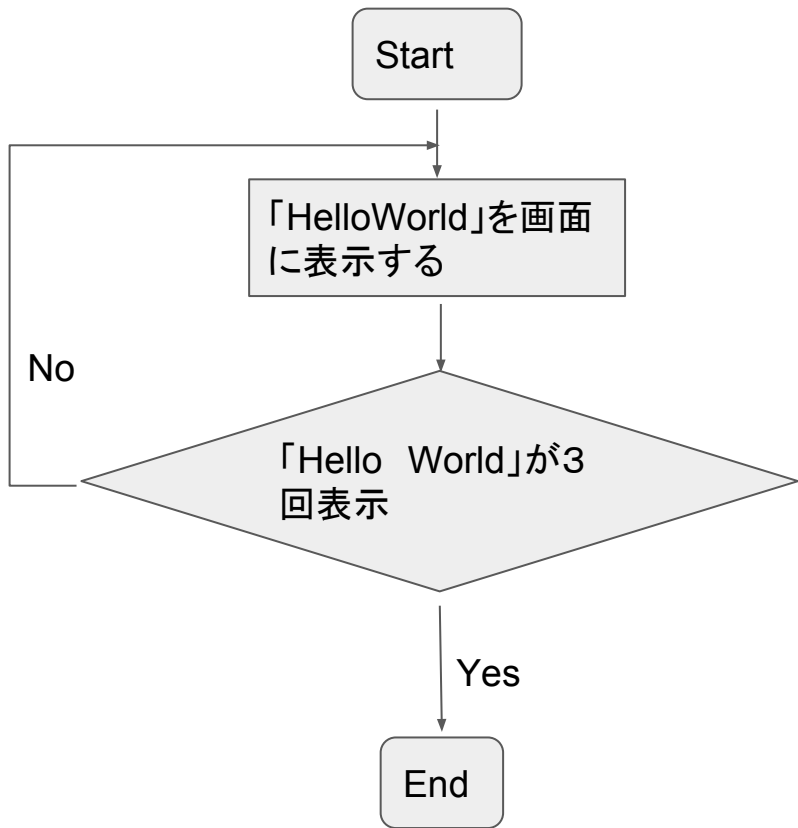 Start
「HelloWorld」を画面
に表示する
No
「Hello　World」が３
回表示
Yes
End